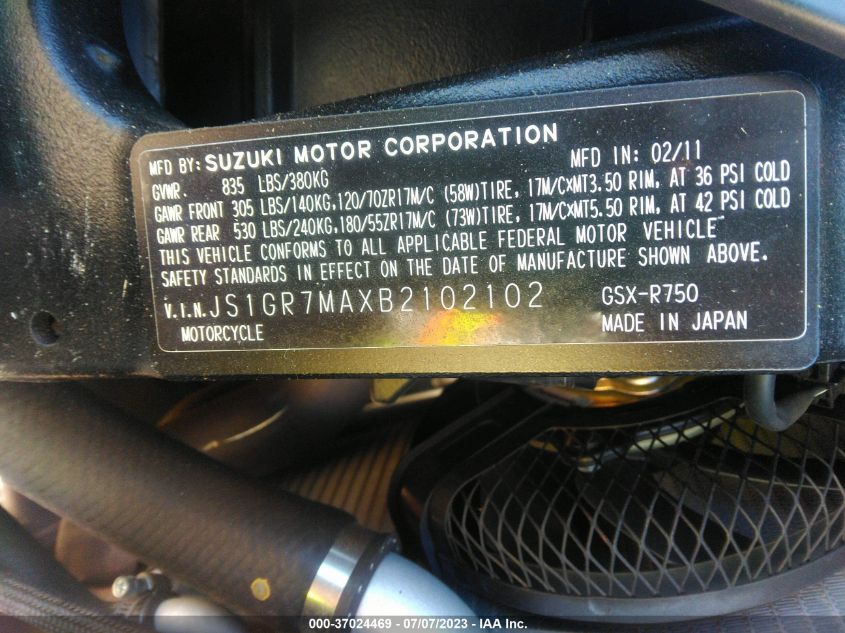 MFD BY: SUZUKI MOTOR CORPORATION MFD IN: 02/11
GVWR. 835 LBS/380KG
GAWR FRONT 305 LBS/140KG,120/70ZR17M/C (58W)TIRE, 17M/C×MT3.50 RIM, AT 36 PSI COLD
GAWR REAR 530 LBS/240KG,180/55ZR17M/C (73W)TIRE, 17M/C×MT5.50 RIM, AT 42 PSI COLD
THIS VEHICLE CONFORMS TO ALL APPLICABLE FEDERAL MOTOR VEHICLE
SAFETY STANDARDS IN EFFECT ON THE DATE OF MANUFACTURE SHOWN ABOVE.
V.I.N.JS1GR7MAXB2102102 GSX-R750
MOTORCYCLE MADE IN JAPAN
000-37024469 - 07/07/2023 - IAA Inc.